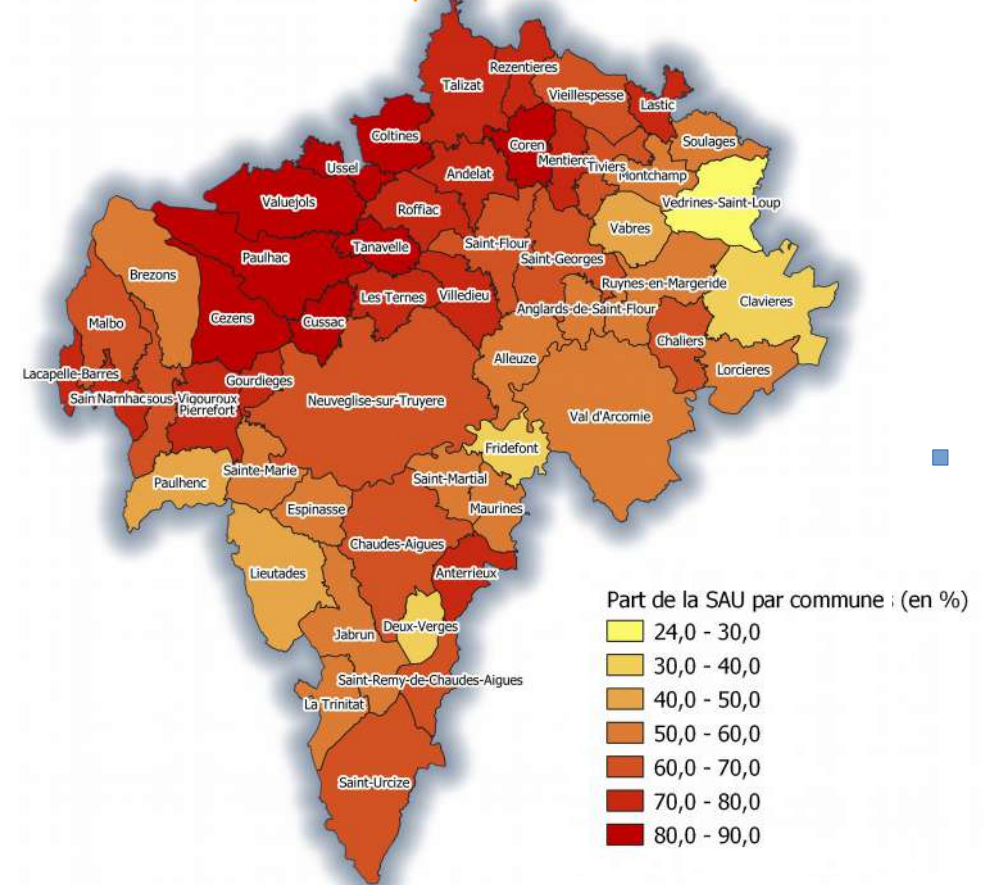 Rezentieres
Talizat
Vieillespesse
Lastic
Coltines
Coren
Soulages
Mentieres
Tiviers
Ussel
Andelat
Montchamp
Valuejols
Vedrines-Saint-Loup
Roffiac
Vabres
Tanavelle
Saint-Flour
Paulhac
Saint-Georges
Brezons
Ruynes-en-Margeride
Les Ternes
Villedieu
Clavieres
Anglards-de-Saint-Flour
Cezens
Cussac
Malbo
Chaliers
Alleuze
Lacapelle-Barres
Lorcieres
Gourdieges
Sain
Narnhac
sous-Vigouroux
Neuveglise-sur-Truyere
Pierrefort
Val d'Arcomie
Fridefont
Sainte-Marie
Saint-Martial
Paulhenc
Espinasse
Maurines
Chaudes-Aigues
Lieutades
Anterrieux
Deux-Verges
Jabrun
Saint-Remy-de-Chaudes-Aigues
La Trinitat
Saint-Urcize
Part de la SAU par commune : (en %)
24,0 - 30,0
30,0 - 40,0
40,0 - 50,0
50,0 - 60,0
60,0 - 70,0
70,0 - 80,0
80,0 - 90,0